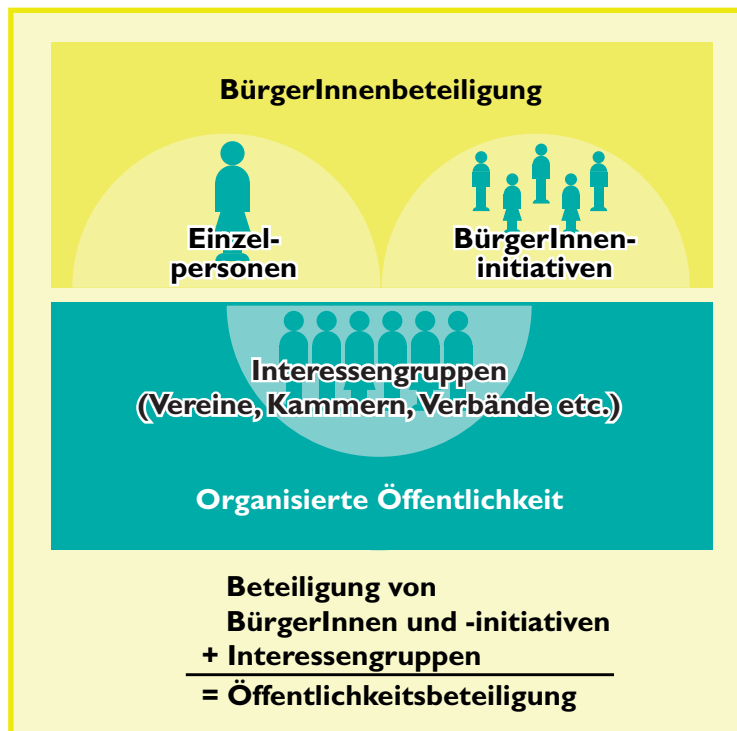 BürgerInnenbeteiligung
Einzel-
personen
BürgerInnen-
initiativen
Interessengruppen
(Vereine, Kammern, Verbände etc.)
Organisierte Öffentlichkeit
Beteiligung von
BürgerInnen und -initiativen
+ Interessengruppen
= Öffentlichkeitsbeteiligung